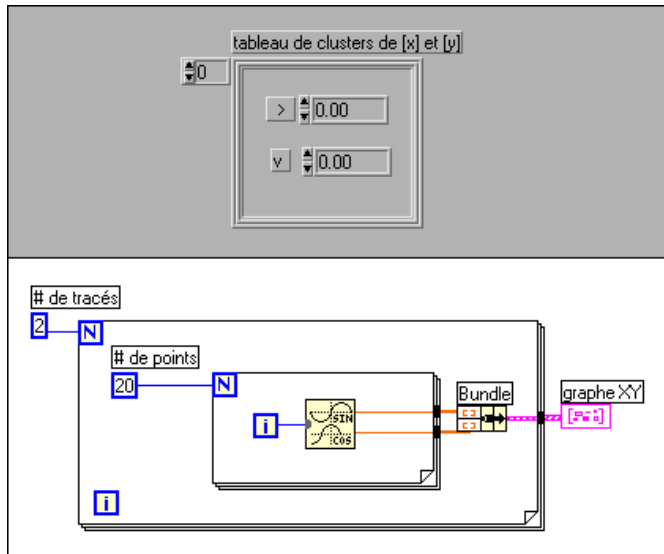 tableau de clusters de [x] et [y]
0
> 0.00
v 0.00
# de tracés
2 N
# de points
20 N
i
SIN
COS
Bundle
graphe XY
i